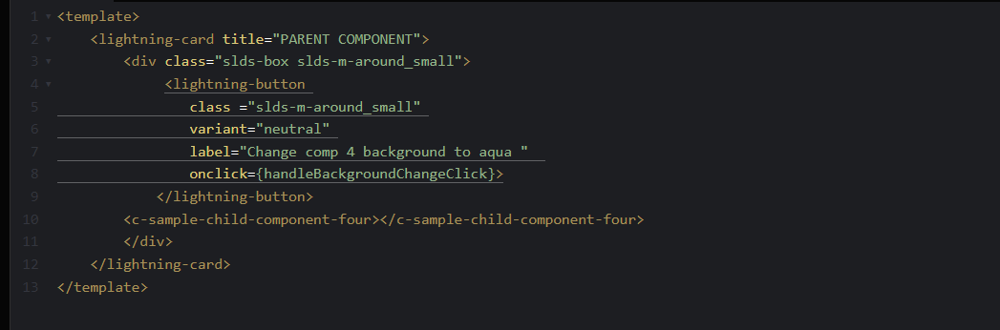 1 <template>
2 <lightning-card title="PARENT COMPONENT">
3 <div class="slds-box slds-m-around_small">
4 <lightning-button
5 class ="slds-m-around_small"
6 variant="neutral"
7 label="Change comp 4 background to aqua "
8 onclick={handleBackgroundChangeClick}>
9 </lightning-button>
10 <c-sample-child-component-four></c-sample-child-component-four>
11 </div>
12 </lightning-card>
13 </template>